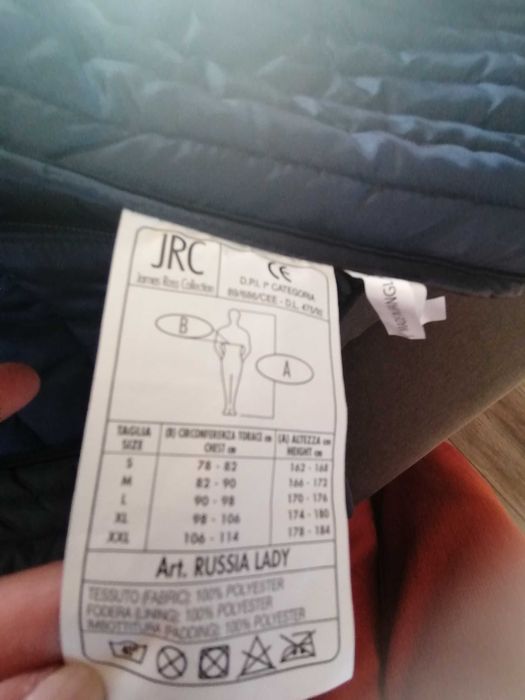 JRC
James Ross Collection
CE
D.P.I. Iª CATEGORIA
89/686/CEE - D.L. 475/92
B
A
TAGLIA SIZE (B) CIRCONFERENZA TORACE cm CHEST cm (A) ALTEZZA cm HEIGHT cm
S 78 - 82 162 - 168
M 82 - 90 166 - 172
L 90 - 98 170 - 176
XL 98 - 106 174 - 180
XXL 106 - 114 178 - 184
Art. RUSSIA LADY
TESSUTO (FABRIC): 100% POLYESTER
FODERA (LINING): 100% POLYESTER
IMBOTTITURA (PADDING): 100% POLYESTER